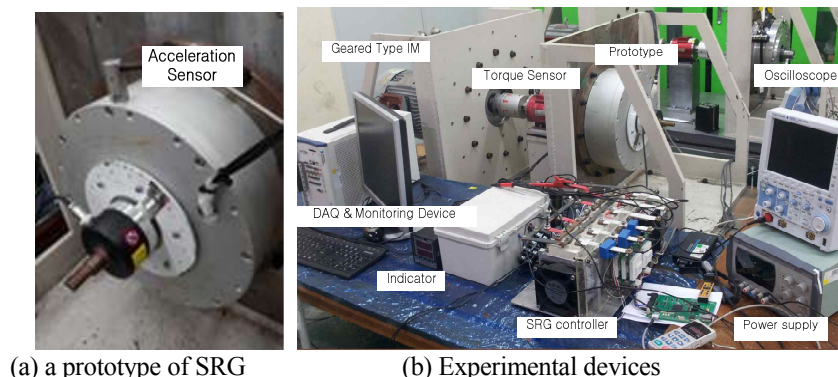 Acceleration
Sensor
Geared Type IM
Torque Sensor
Prototype
Oscilloscope
DAQ & Monitoring Device
Indicator
SRG controller
Power supply
(a) a prototype of SRG
(b) Experimental devices